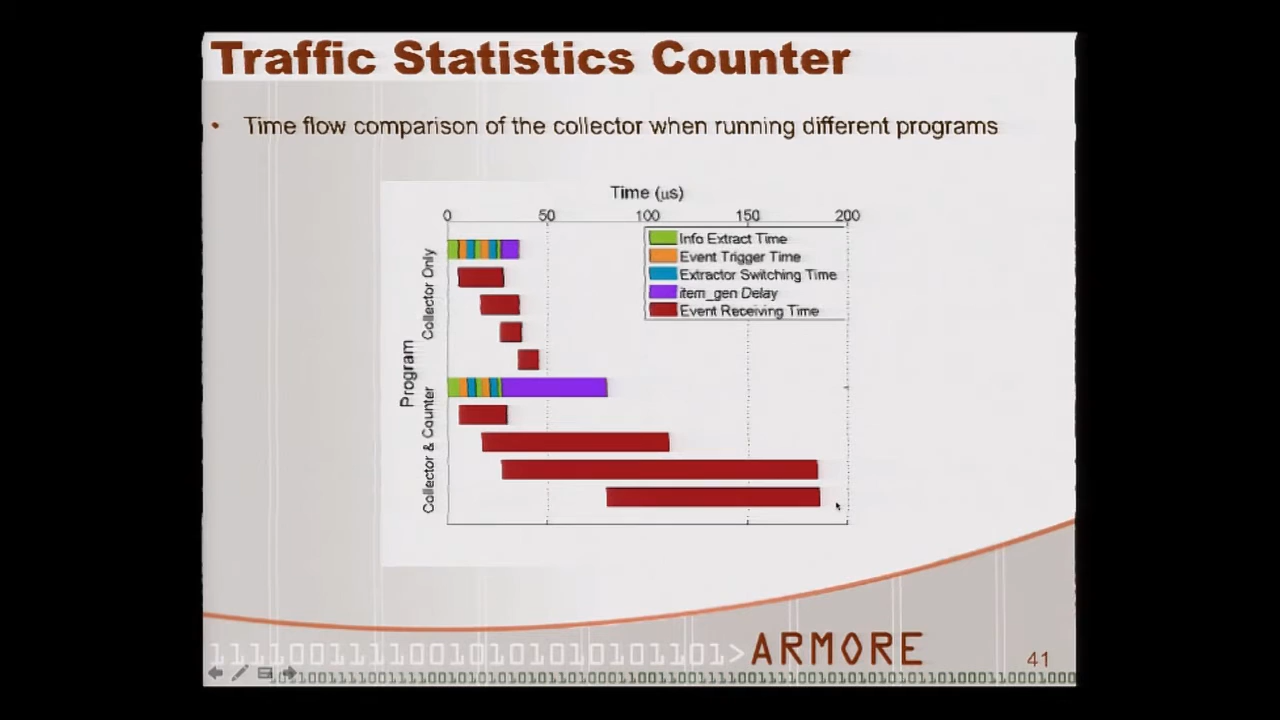 Traffic Statistics Counter
• Time flow comparison of the collector when running different programs
Time (μs)
0 50 100 150 200
Info Extract Time
Event Trigger Time
Extractor Switching Time
item_gen Delay
Event Receiving Time
Program
Collector Only
Collector & Counter
ARMORE
41